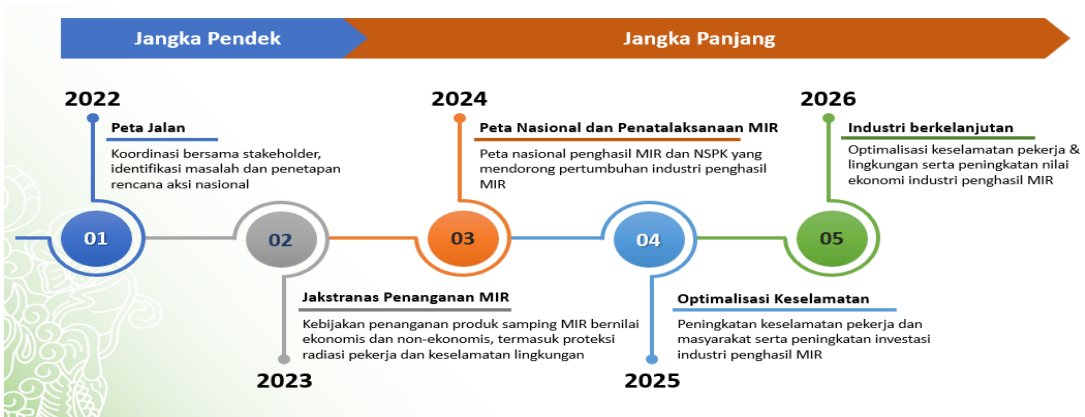 Jangka Pendek
Jangka Panjang
2022
Peta Jalan
Koordinasi bersama stakeholder,
identifikasi masalah dan penetapan
rencana aksi nasional
2024
Peta Nasional dan Penatalaksanaan MIR
Peta nasional penghasil MIR dan NSPK yang
mendorong pertumbuhan industri penghasil
MIR
2026
Industri berkelanjutan
Optimalisasi keselamatan pekerja &
lingkungan serta peningkatan nilai
ekonomi industri penghasil MIR
01
02
03
04
05
Jakstranas Penanganan MIR
Kebijakan penanganan produk samping MIR bernilai
ekonomis dan non-ekonomis, termasuk proteksi
radiasi pekerja dan keselamatan lingkungan
2023
Optimalisasi Keselamatan
Peningkatan keselamatan pekerja dan
masyarakat serta peningkatan investasi
industri penghasil MIR
2025